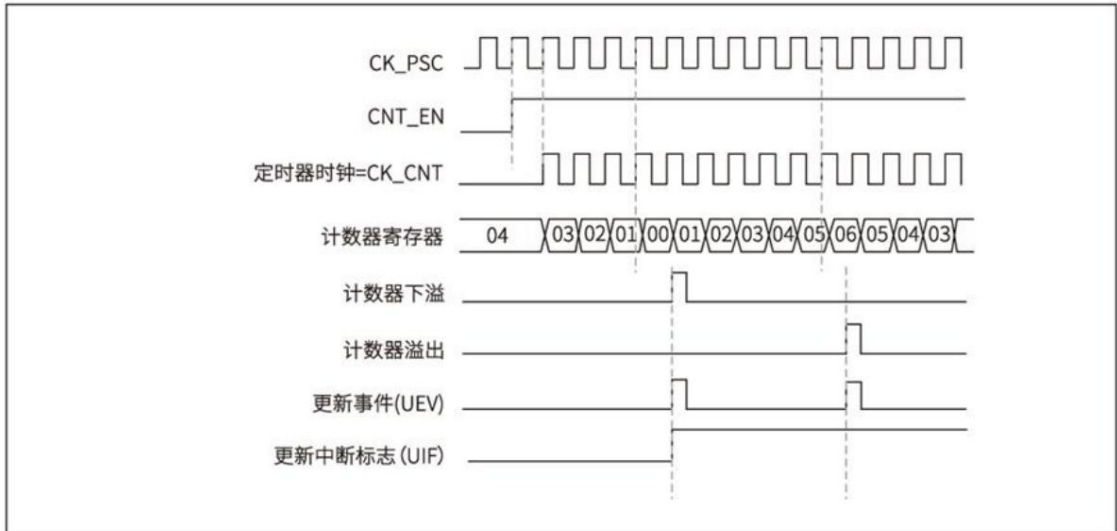 CK_PSC
CNT_EN
定时器时钟=CK_CNT
计数器寄存器 04 03 02 01 00 01 02 03 04 05 06 05 04 03
计数器下溢
计数器溢出
更新事件(UEV)
更新中断标志(UIF)